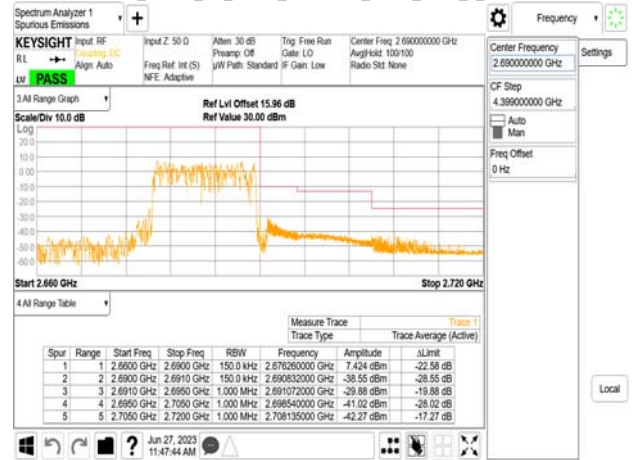 Spectrum Analyzer 1
Spurious Emissions
+
Frequency
KEYSIGHT
RL
PASS
Input: RF
Coupling: DC
Align: Auto
Input Z: 50 Ω
Freq Ref: Int (S)
NFE: Adaptive
Atten: 30 dB
Preamp: Off
µW Path: Standard
Trig: Free Run
Gate: LO
IF Gain: Low
Center Freq: 2.690000000 GHz
Avg|Hold: 100/100
Radio Std: None
Center Frequency
2.690000000 GHz
Settings
CF Step
4.399000000 GHz
Auto
Man
Freq Offset
0 Hz
3 All Range Graph
Scale/Div 10.0 dB
Ref Lvl Offset 15.96 dB
Ref Value 30.00 dBm
Log
20.0
10.0
0.00
-10.0
-20.0
-30.0
-40.0
-50.0
-60.0
Start 2.660 GHz
Stop 2.720 GHz
4 All Range Table
Measure Trace Trace 1
Trace Type Trace Average (Active)
Spur Range Start Freq Stop Freq RBW Frequency Amplitude ΔLimit
1 1 2.6600 GHz 2.6900 GHz 150.0 kHz 2.676260000 GHz 7.424 dBm -22.58 dB
2 2 2.6900 GHz 2.6910 GHz 150.0 kHz 2.690832000 GHz -38.55 dBm -28.55 dB
3 3 2.6910 GHz 2.6950 GHz 1.000 MHz 2.691072000 GHz -29.88 dBm -19.88 dB
4 4 2.6950 GHz 2.7050 GHz 1.000 MHz 2.698540000 GHz -41.02 dBm -28.02 dB
5 5 2.7050 GHz 2.7200 GHz 1.000 MHz 2.708135000 GHz -42.27 dBm -17.27 dB
Local
?
Jun 27, 2023
11:47:44 AM